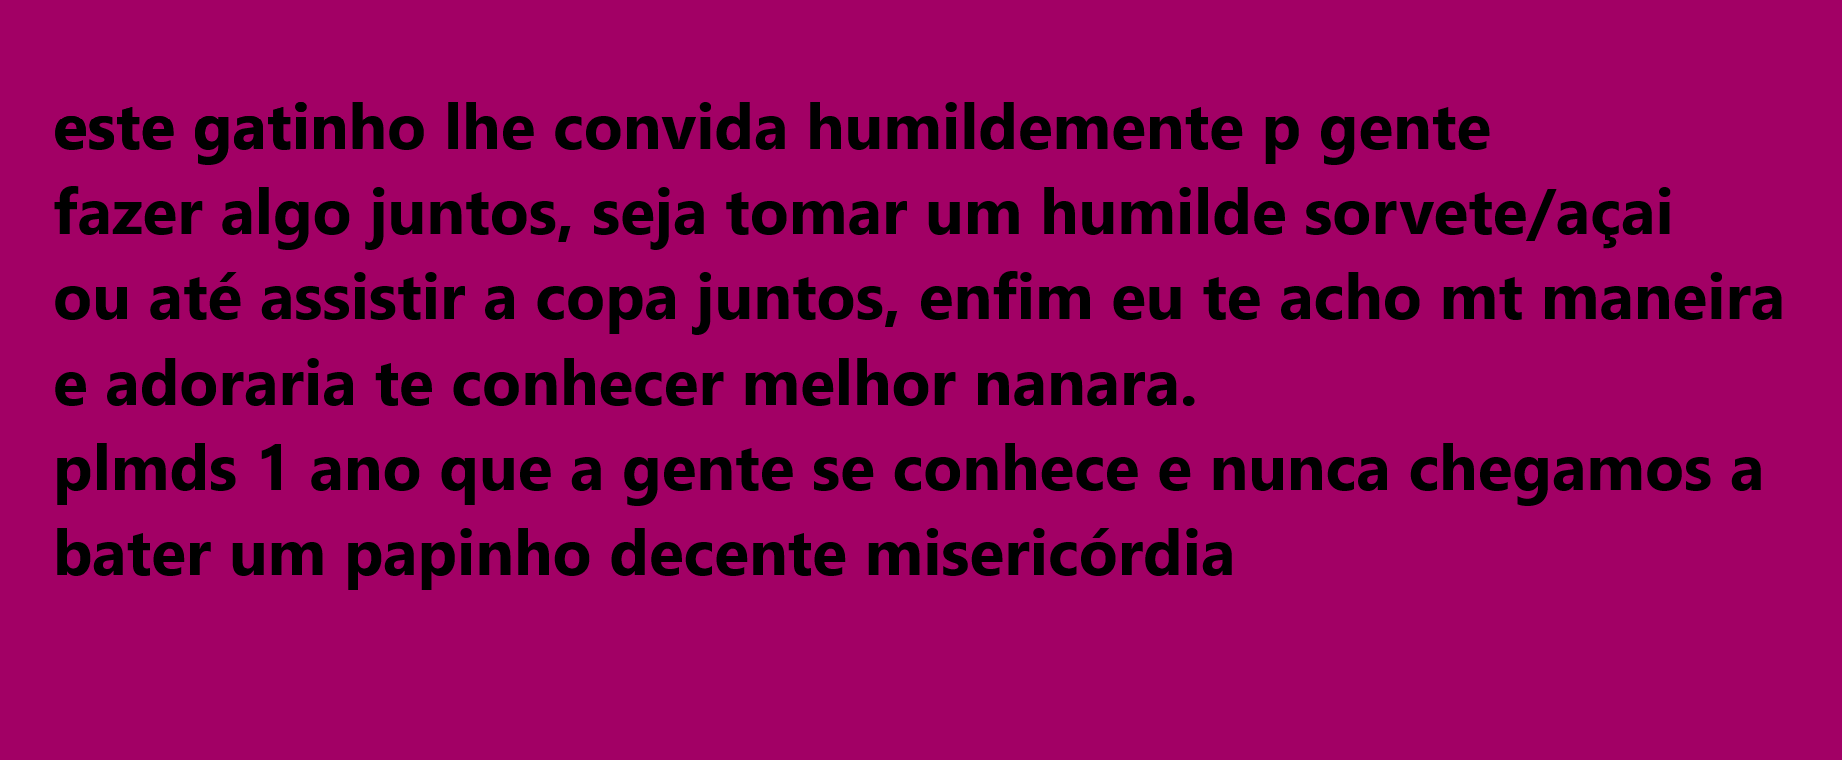 este gatinho lhe convida humildemente p gente
fazer algo juntos, seja tomar um humilde sorvete/açai
ou até assistir a copa juntos, enfim eu te acho mt maneira
e adoraria te conhecer melhor nanara.
plmds 1 ano que a gente se conhece e nunca chegamos a
bater um papinho decente misericórdia